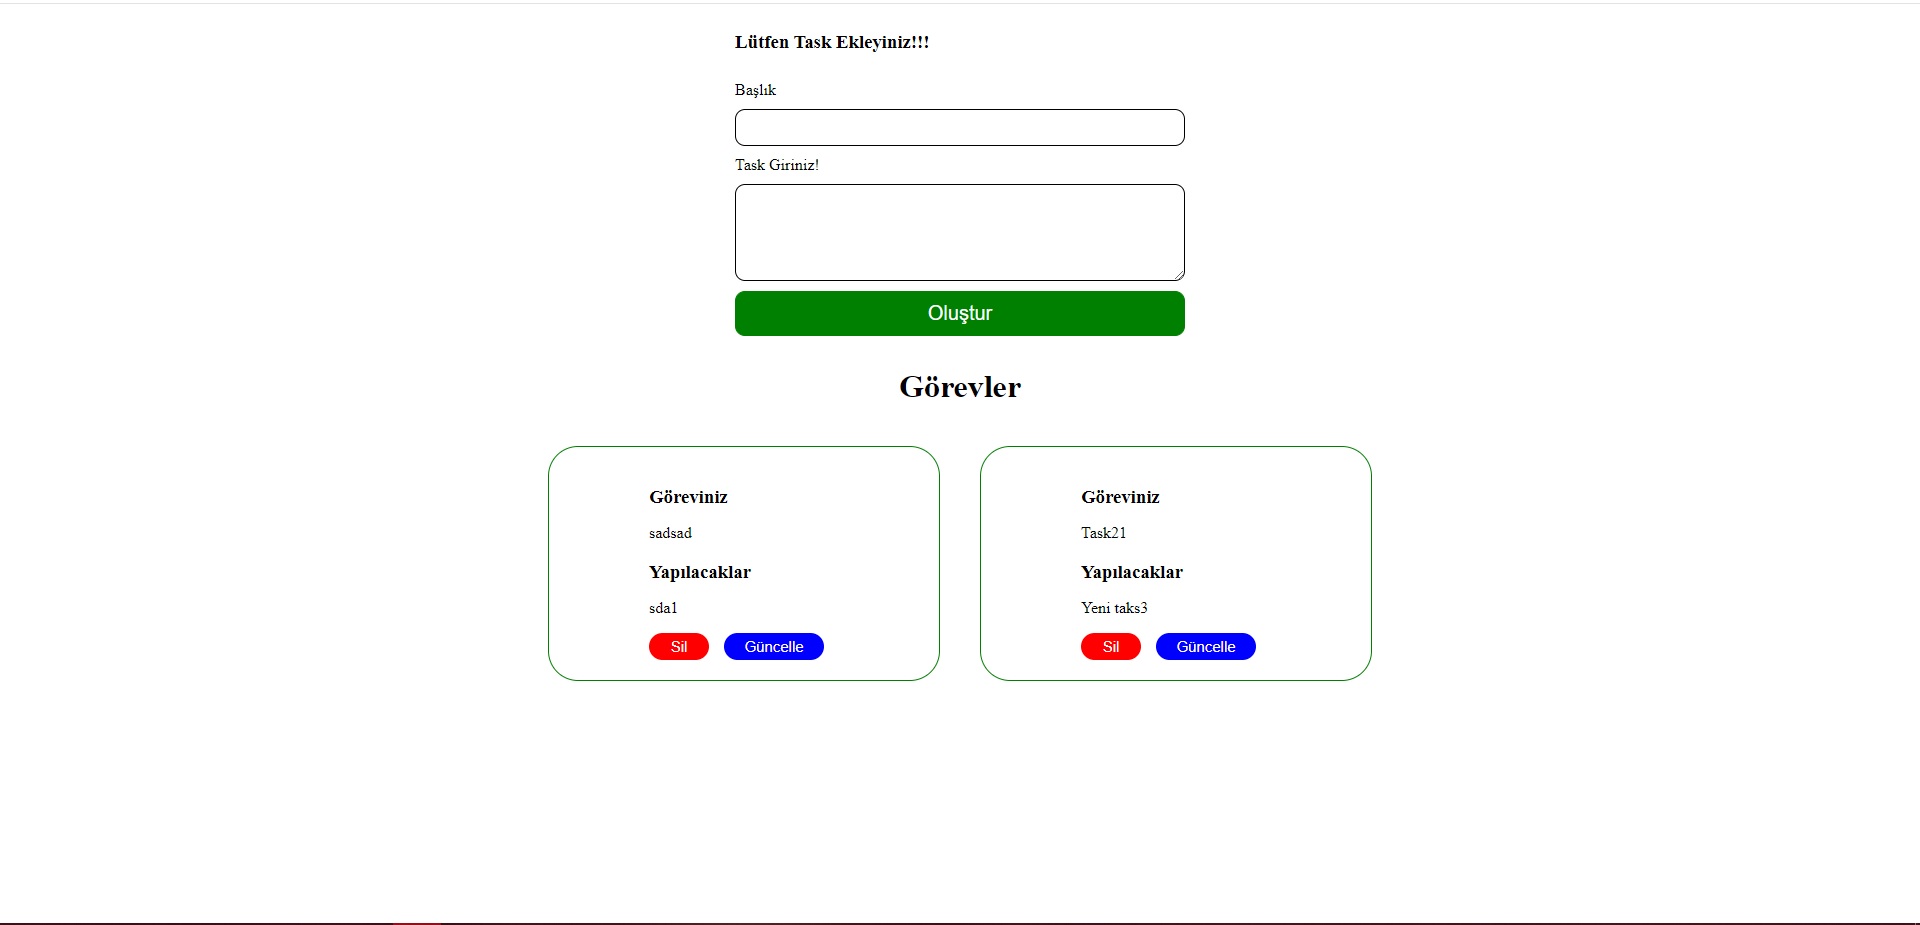 Lütfen Task Ekleyiniz!!!
Başlık
Task Giriniz!
Oluştur
Görevler
Göreviniz
sadsad
Yapılacaklar
sda1
Sil Güncelle
Göreviniz
Task21
Yapılacaklar
Yeni taks3
Sil Güncelle